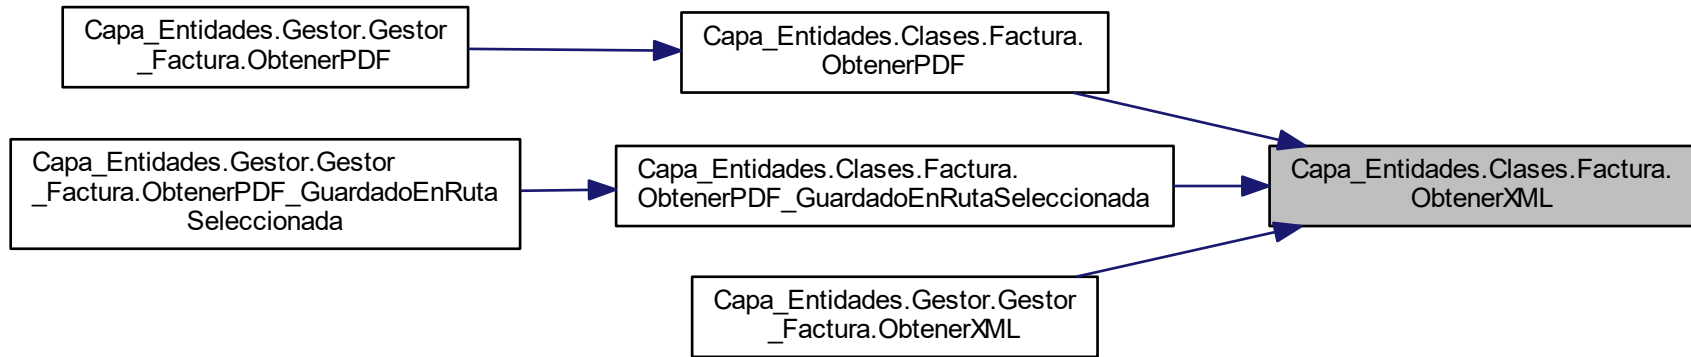 Capa_Entidades.Gestor.Gestor
_Factura.ObtenerPDF
Capa_Entidades.Clases.Factura.
ObtenerPDF
Capa_Entidades.Gestor.Gestor
_Factura.ObtenerPDF_GuardadoEnRuta
Seleccionada
Capa_Entidades.Clases.Factura.
ObtenerPDF_GuardadoEnRutaSeleccionada
Capa_Entidades.Clases.Factura.
ObtenerXML
Capa_Entidades.Gestor.Gestor
_Factura.ObtenerXML